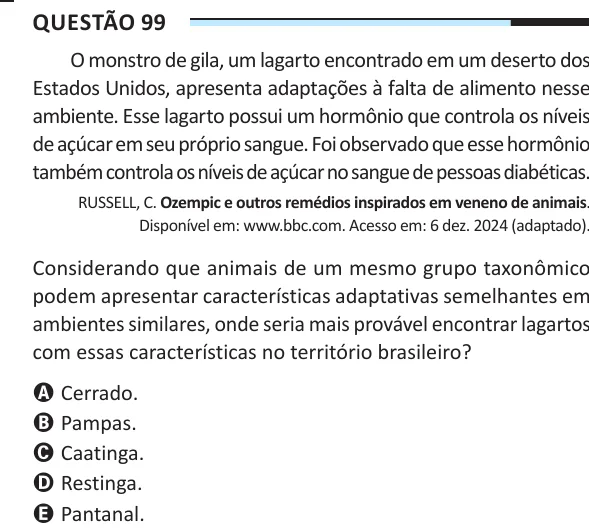 QUESTÃO 99
O monstro de gila, um lagarto encontrado em um deserto dos
Estados Unidos, apresenta adaptações à falta de alimento nesse
ambiente. Esse lagarto possui um hormônio que controla os níveis
de açúcar em seu próprio sangue. Foi observado que esse hormônio
também controla os níveis de açúcar no sangue de pessoas diabéticas.
RUSSELL, C. Ozempic e outros remédios inspirados em veneno de animais.
Disponível em: www.bbc.com. Acesso em: 6 dez. 2024 (adaptado).
Considerando que animais de um mesmo grupo taxonômico
podem apresentar características adaptativas semelhantes em
ambientes similares, onde seria mais provável encontrar lagartos
com essas características no território brasileiro?
A Cerrado.
B Pampas.
C Caatinga.
D Restinga.
E Pantanal.